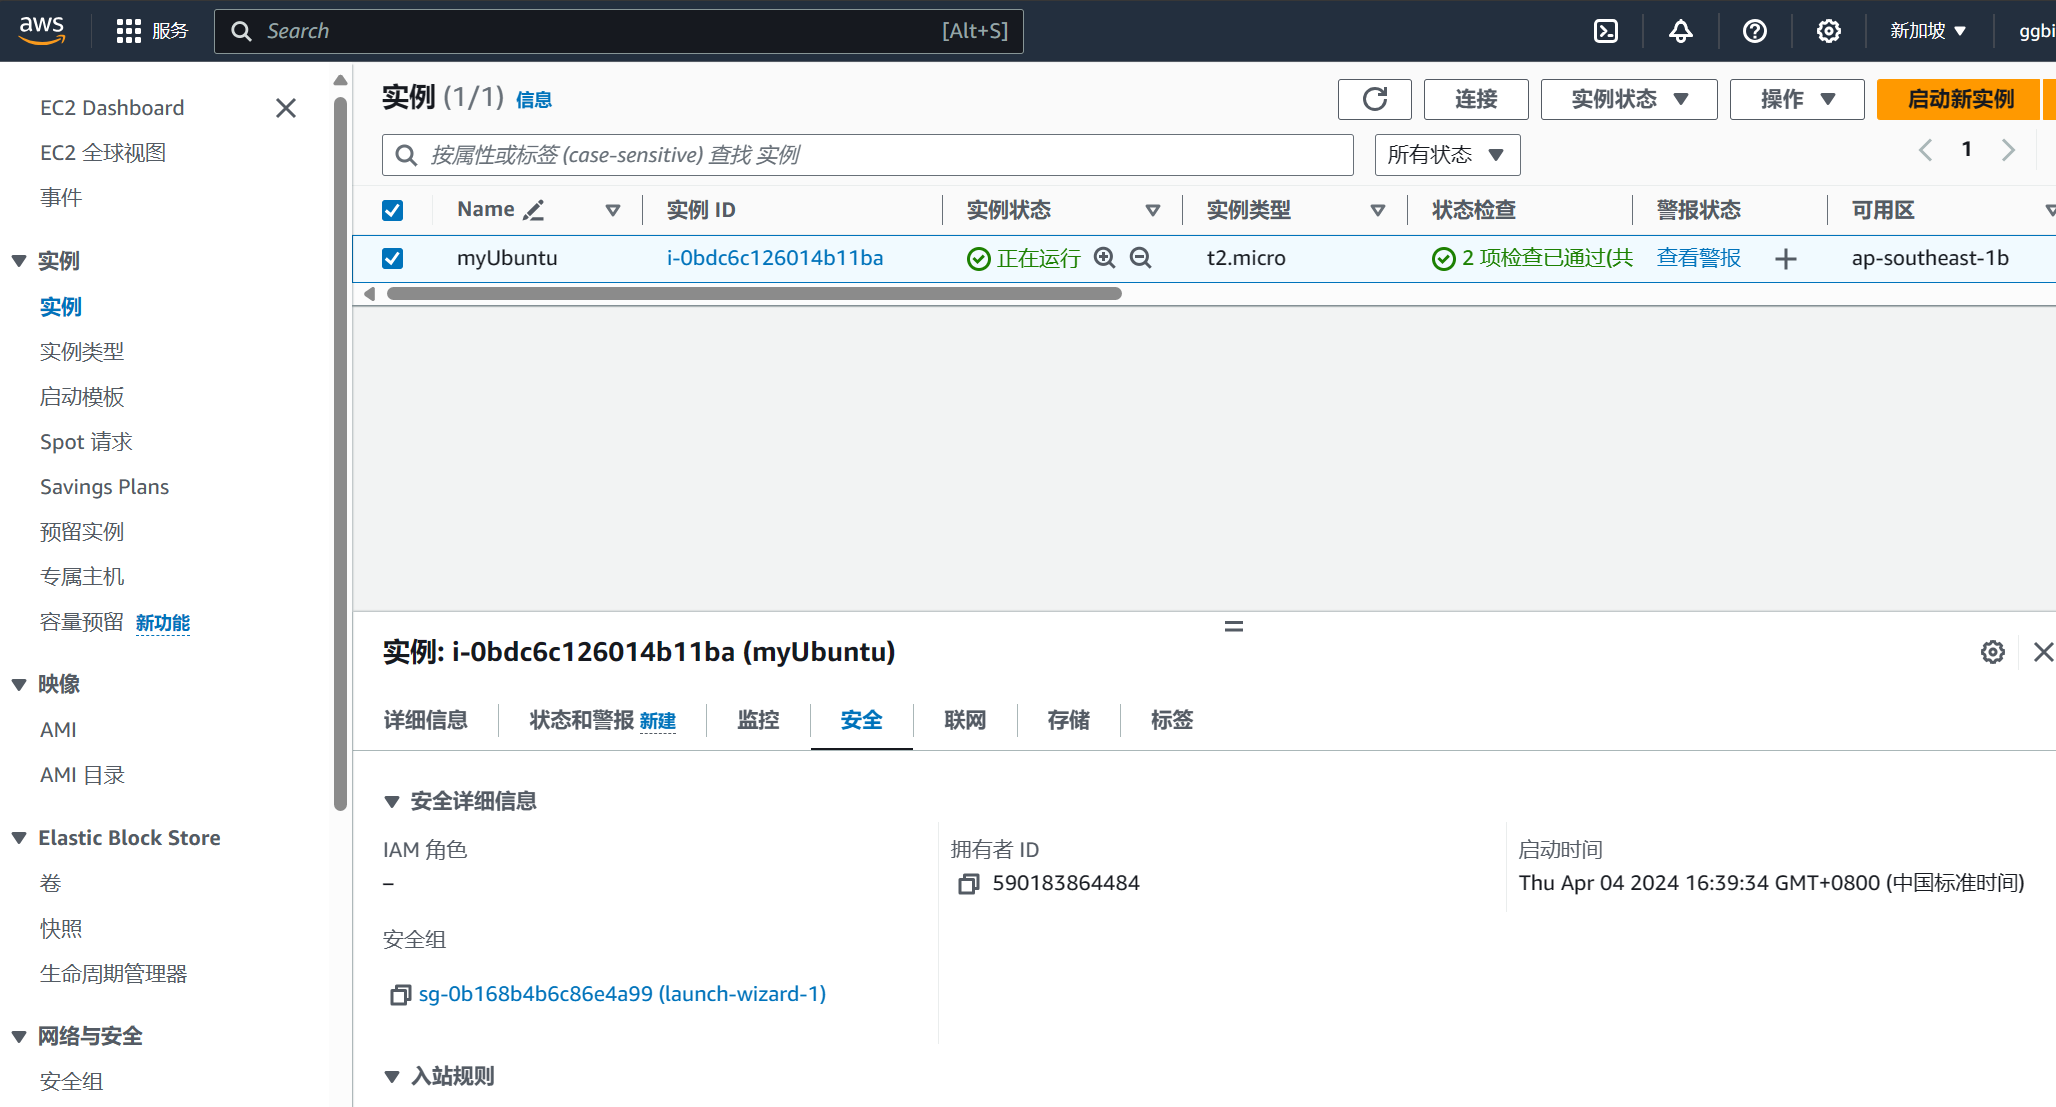 aws
服务
Search [Alt+S]
新加坡
ggbi
EC2 Dashboard
EC2 全球视图
事件
实例
实例
实例类型
启动模板
Spot 请求
Savings Plans
预留实例
专属主机
容量预留 新功能
映像
AMI
AMI 目录
Elastic Block Store
卷
快照
生命周期管理器
网络与安全
安全组
实例 (1/1) 信息
连接
实例状态
操作
启动新实例
按属性或标签 (case-sensitive) 查找 实例
所有状态
1
Name 实例 ID 实例状态 实例类型 状态检查 警报状态 可用区
myUbuntu i-0bdc6c126014b11ba 正在运行 t2.micro 2 项检查已通过(共 查看警报 ap-southeast-1b
实例: i-0bdc6c126014b11ba (myUbuntu)
详细信息 状态和警报 新建 监控 安全 联网 存储 标签
安全详细信息
IAM 角色
–
拥有者 ID
590183864484
启动时间
Thu Apr 04 2024 16:39:34 GMT+0800 (中国标准时间)
安全组
sg-0b168b4b6c86e4a99 (launch-wizard-1)
入站规则